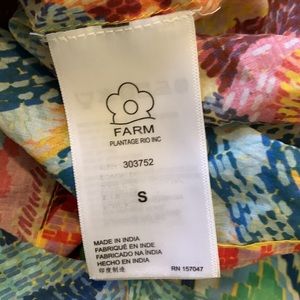 FARM
PLANTAGE RIO INC
303752
S
MADE IN INDIA
FABRIQUÉ EN INDE
FABRICADO NA ÍNDIA
HECHO EN INDIA
印度制造
RN 157047